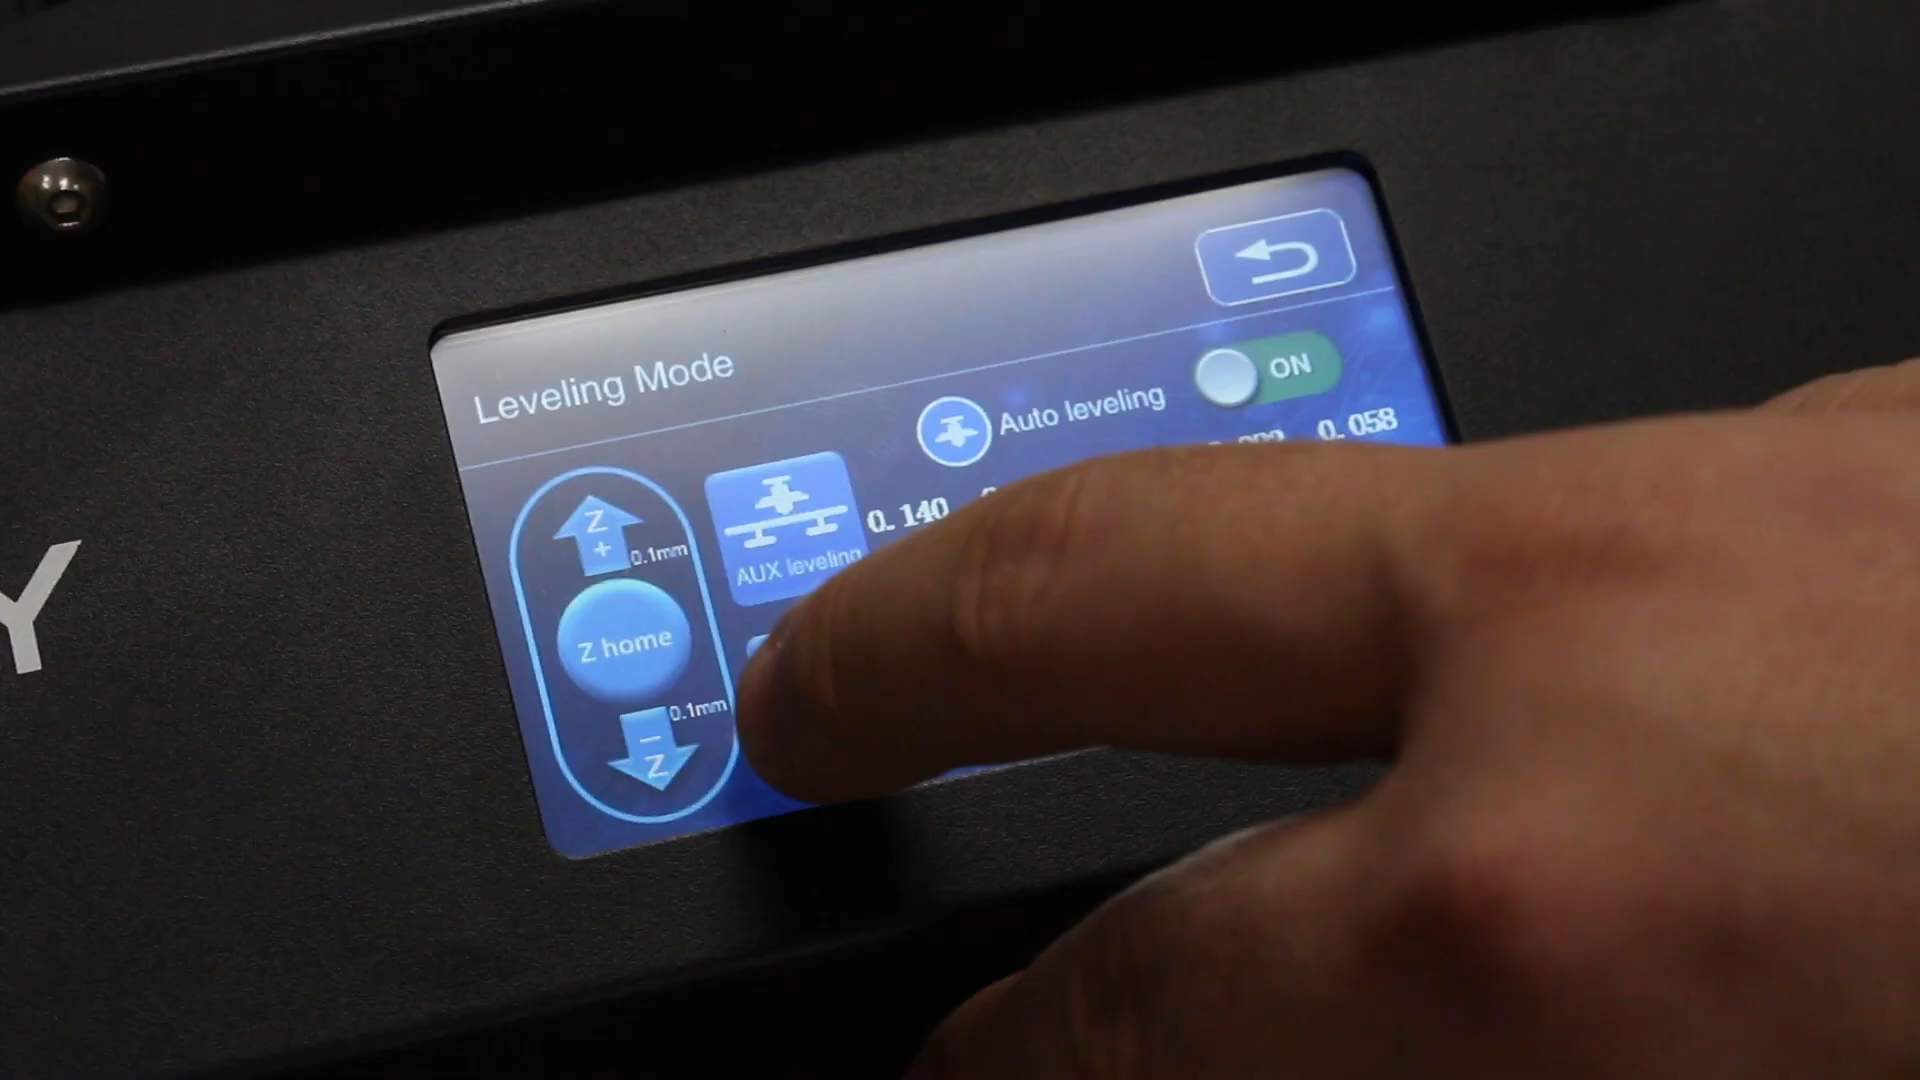 Leveling Mode
Auto leveling
ON
0.058
Z
+
0.1mm
0.140
AUX leveling
Z home
0.1mm
−
Z
Y